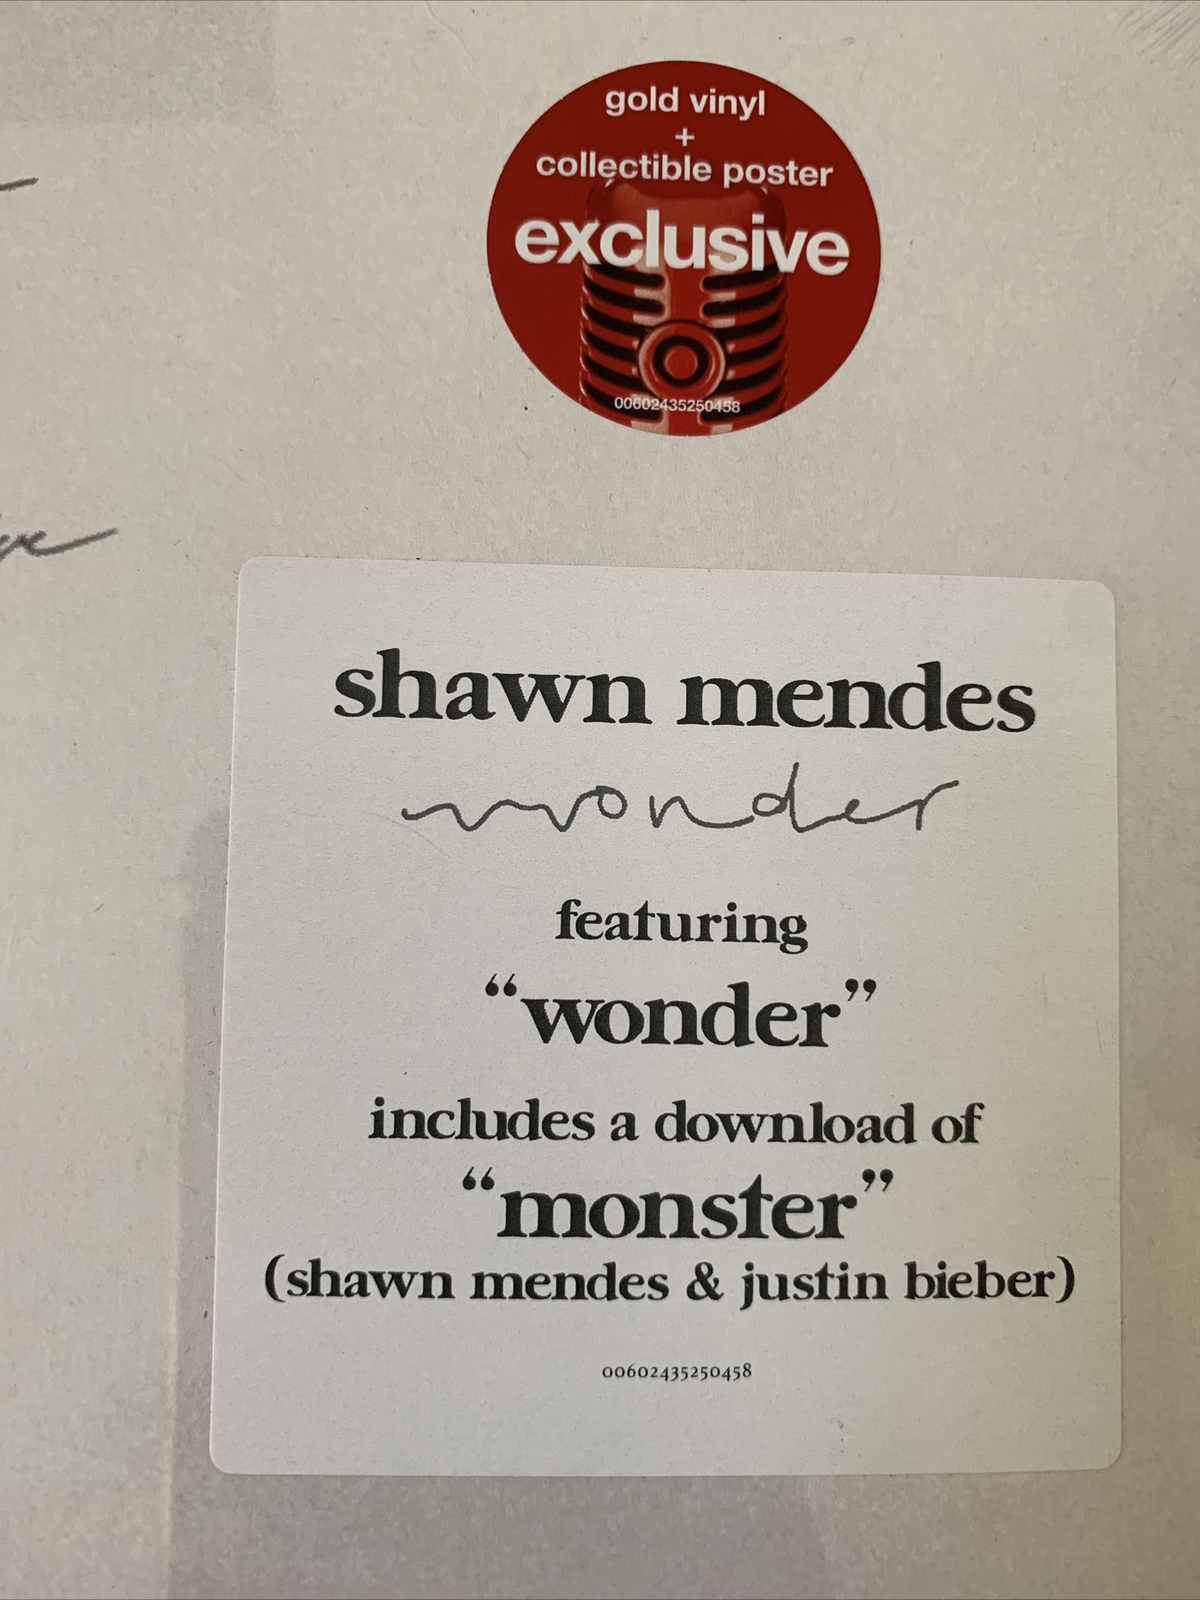 gold vinyl
+
collectible poster
exclusive
00602435250458
shawn mendes
wonder
featuring
“wonder”
includes a download of
“monster”
(shawn mendes & justin bieber)
00602435250458